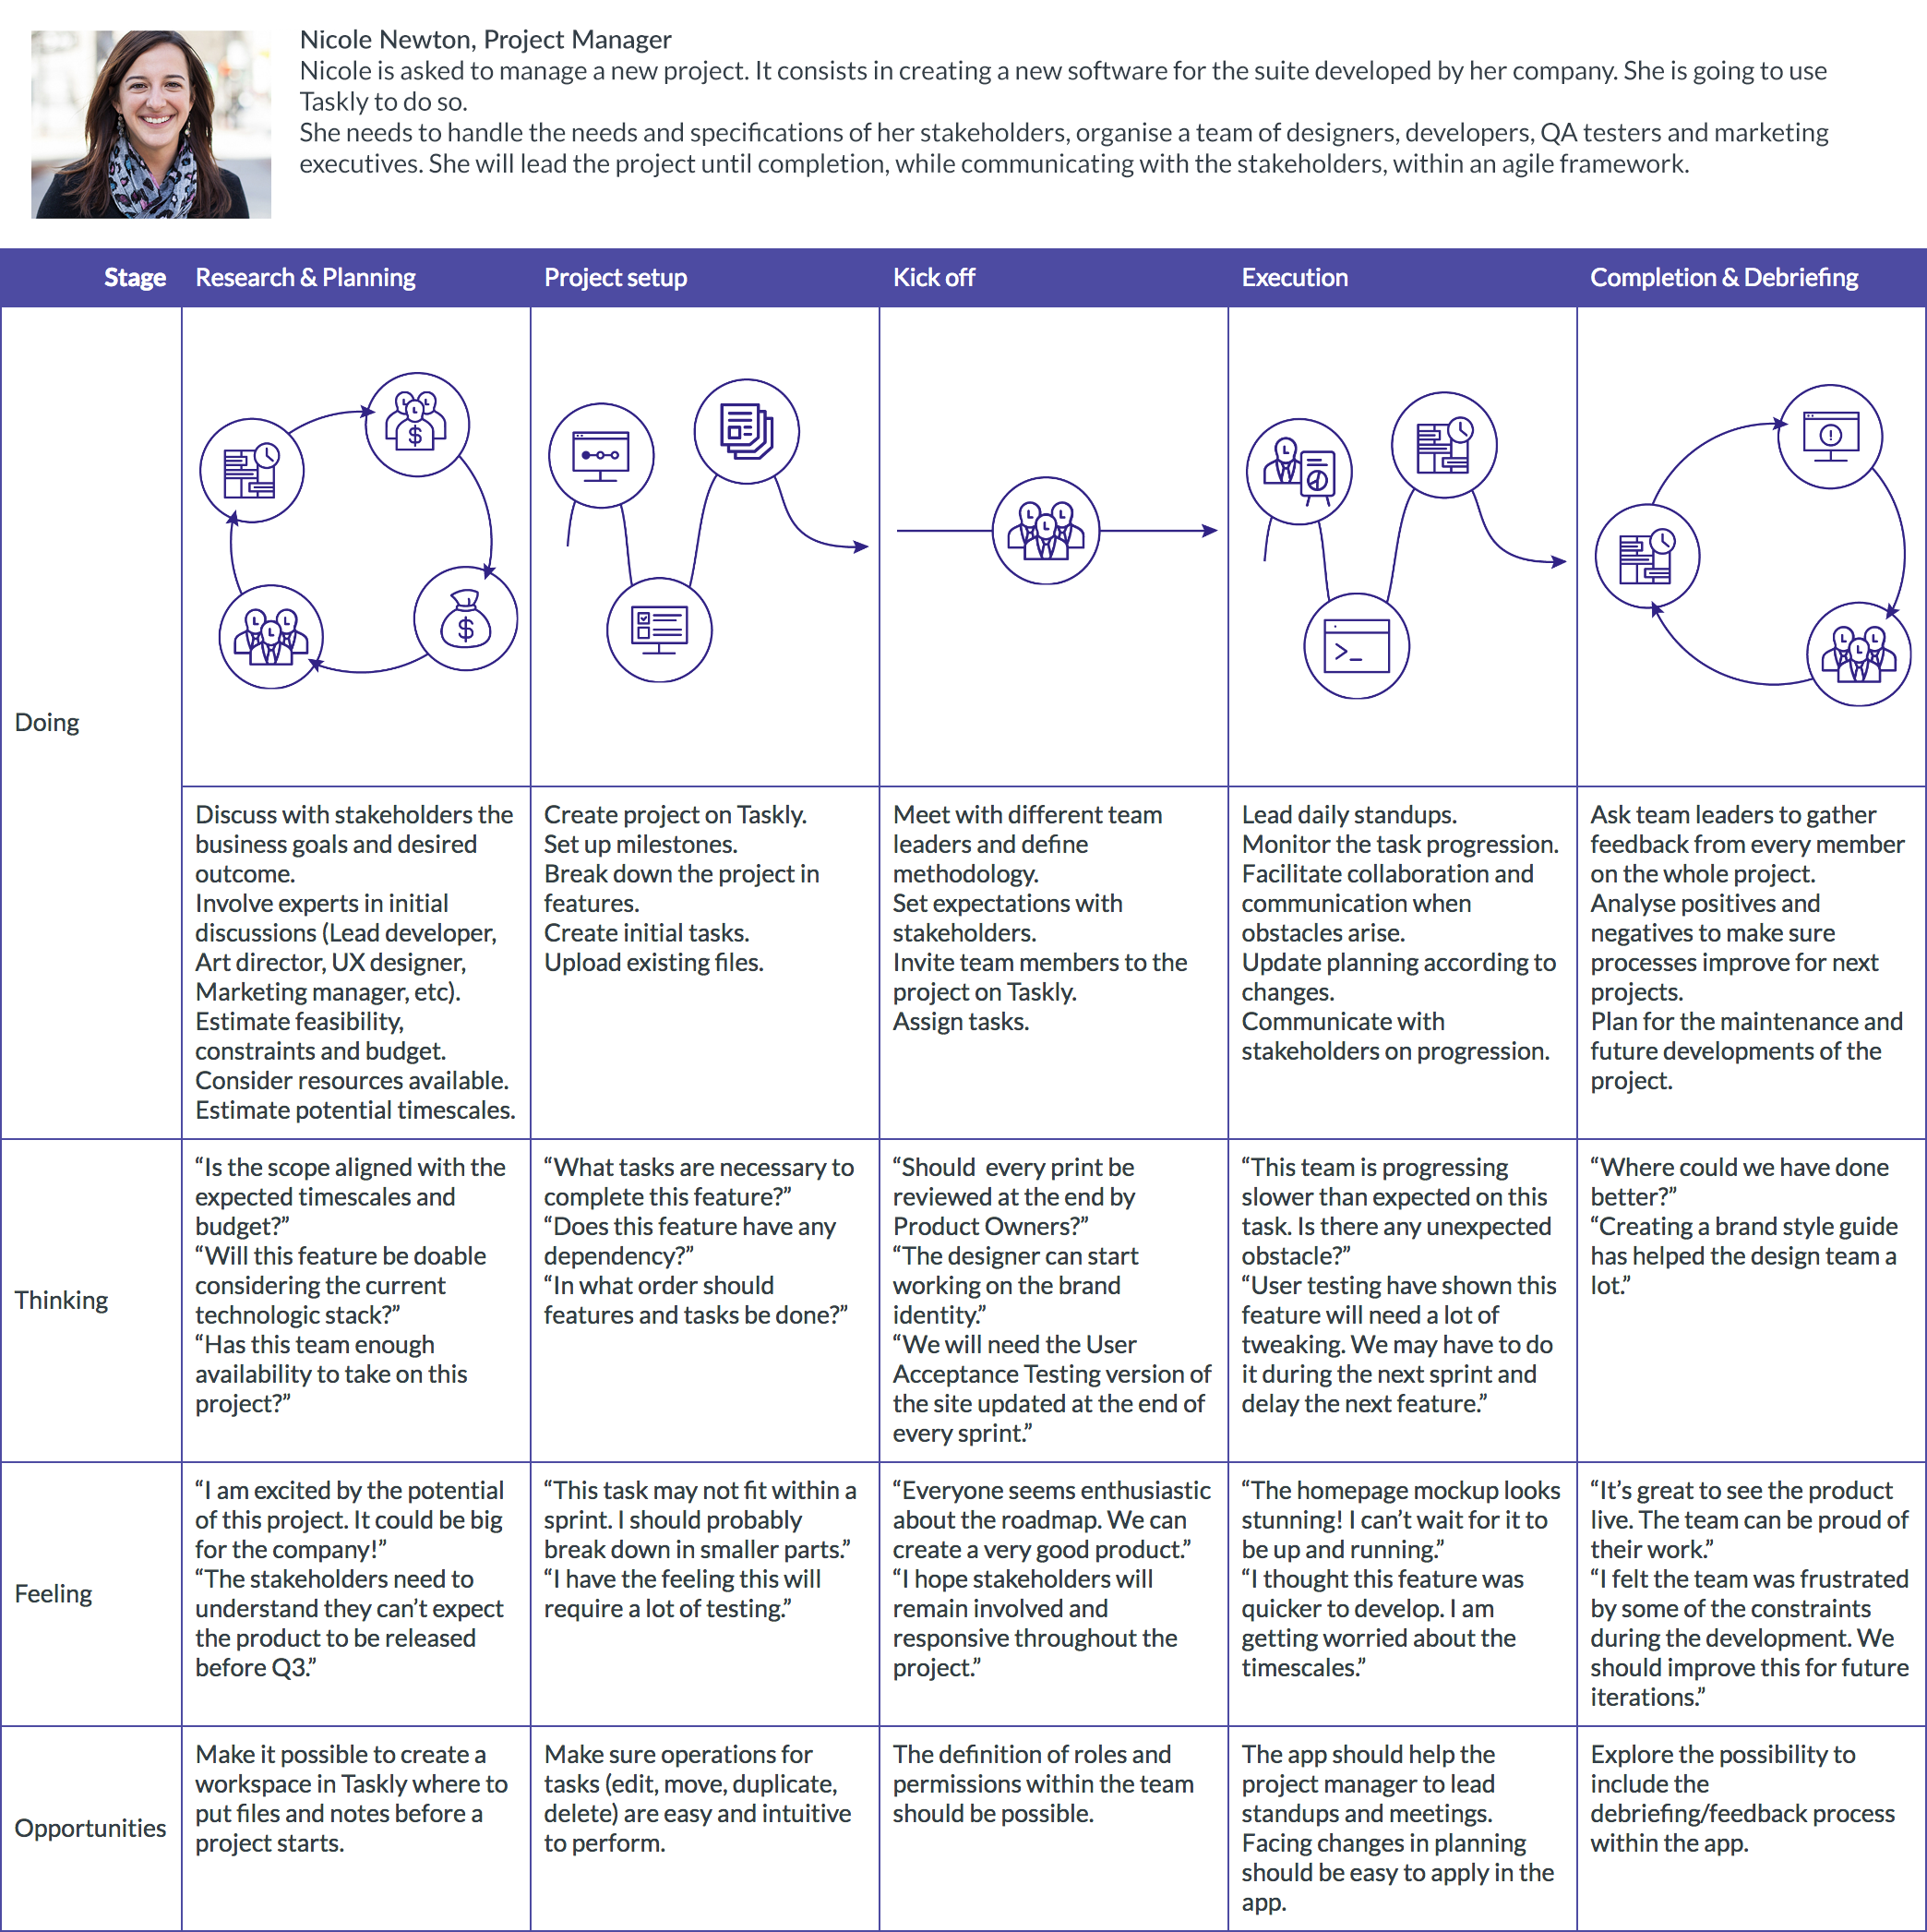 Nicole Newton, Project Manager
Nicole is asked to manage a new project. It consists in creating a new software for the suite developed by her company. She is going to use
Taskly to do so.
She needs to handle the needs and specifications of her stakeholders, organise a team of designers, developers, QA testers and marketing
executives. She will lead the project until completion, while communicating with the stakeholders, within an agile framework.
Stage
Research & Planning
Project setup
Kick off
Execution
Completion & Debriefing
Doing
Discuss with stakeholders the
business goals and desired
outcome.
Involve experts in initial
discussions (Lead developer,
Art director, UX designer,
Marketing manager, etc).
Estimate feasibility,
constraints and budget.
Consider resources available.
Estimate potential timescales.
Create project on Taskly.
Set up milestones.
Break down the project in
features.
Create initial tasks.
Upload existing files.
Meet with different team
leaders and define
methodology.
Set expectations with
stakeholders.
Invite team members to the
project on Taskly.
Assign tasks.
Lead daily standups.
Monitor the task progression.
Facilitate collaboration and
communication when
obstacles arise.
Update planning according to
changes.
Communicate with
stakeholders on progression.
Ask team leaders to gather
feedback from every member
on the whole project.
Analyse positives and
negatives to make sure
processes improve for next
projects.
Plan for the maintenance and
future developments of the
project.
Thinking
“Is the scope aligned with the
expected timescales and
budget?”
“Will this feature be doable
considering the current
technologic stack?”
“Has this team enough
availability to take on this
project?”
“What tasks are necessary to
complete this feature?”
“Does this feature have any
dependency?”
“In what order should
features and tasks be done?”
“Should every print be
reviewed at the end by
Product Owners?”
“The designer can start
working on the brand
identity.”
“We will need the User
Acceptance Testing version of
the site updated at the end of
every sprint.”
“This team is progressing
slower than expected on this
task. Is there any unexpected
obstacle?”
“User testing have shown this
feature will need a lot of
tweaking. We may have to do
it during the next sprint and
delay the next feature.”
“Where could we have done
better?”
“Creating a brand style guide
has helped the design team a
lot.”
Feeling
“I am excited by the potential
of this project. It could be big
for the company!”
“The stakeholders need to
understand they can’t expect
the product to be released
before Q3.”
“This task may not fit within a
sprint. I should probably
break down in smaller parts.”
“I have the feeling this will
require a lot of testing.”
“Everyone seems enthusiastic
about the roadmap. We can
create a very good product.”
“I hope stakeholders will
remain involved and
responsive throughout the
project.”
“The homepage mockup looks
stunning! I can’t wait for it to
be up and running.”
“I thought this feature was
quicker to develop. I am
getting worried about the
timescales.”
“It’s great to see the product
live. The team can be proud of
their work.”
“I felt the team was frustrated
by some of the constraints
during the development. We
should improve this for future
iterations.”
Opportunities
Make it possible to create a
workspace in Taskly where to
put files and notes before a
project starts.
Make sure operations for
tasks (edit, move, duplicate,
delete) are easy and intuitive
to perform.
The definition of roles and
permissions within the team
should be possible.
The app should help the
project manager to lead
standups and meetings.
Facing changes in planning
should be easy to apply in the
app.
Explore the possibility to
include the
debriefing/feedback process
within the app.